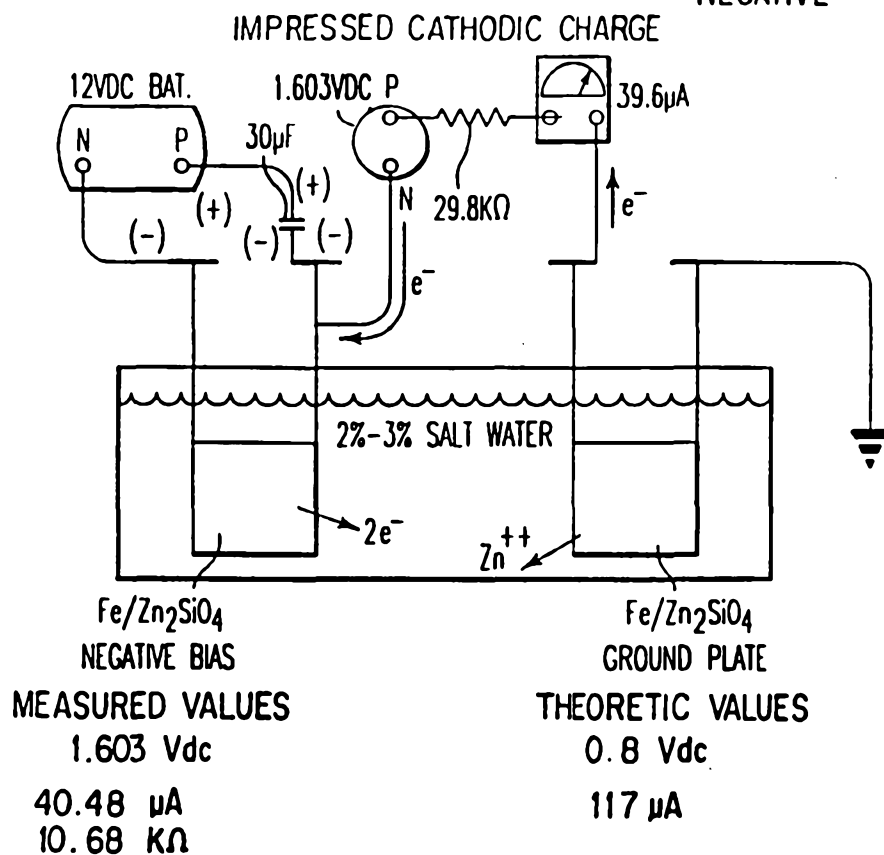 IMPRESSED CATHODIC CHARGE
12VDC BAT.
N
P
30µF
(+)
(-)
(+)
(-)
(-)
1.603VDC P
N
29.8KΩ
39.6µA
e-
e-
2%-3% SALT WATER
2e-
Zn++
Fe/Zn2SiO4
NEGATIVE BIAS
Fe/Zn2SiO4
GROUND PLATE
MEASURED VALUES
1.603 Vdc
40.48 µA
10.68 KΩ
THEORETIC VALUES
0.8 Vdc
117 µA